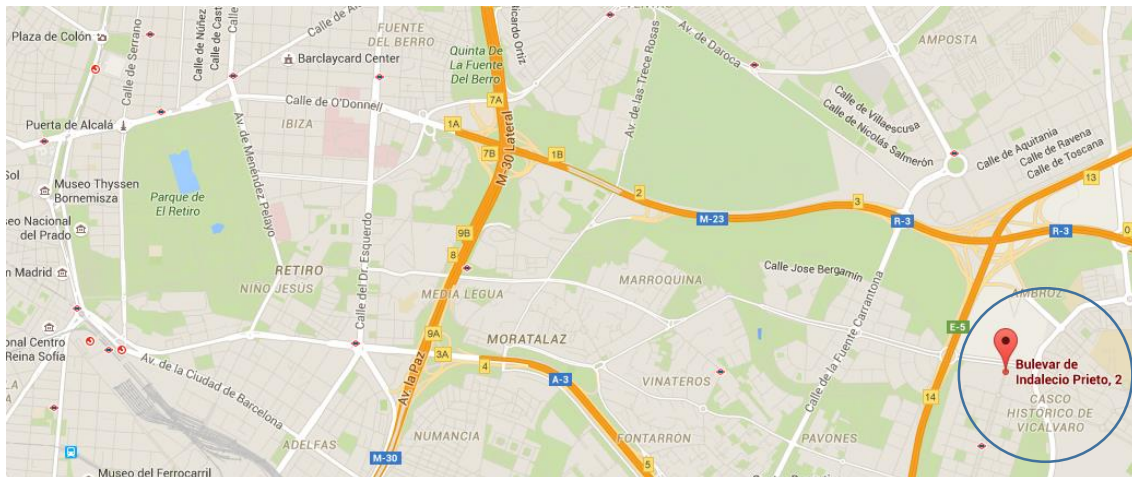 Plaza de Colón
Calle de Serrano
Calle de Núñez
Calle de Cast
FUENTE
DEL BERRO
Barclaycard Center
Quinta De
La Fuente
Del Berro
Ricardo Ortiz
Av. de las Trece Rosas
Av. de Daroca
AMPOSTA
Calle de Villaescusa
Calle de Nicolás Salmerón
Calle de Aquitania
Calle de Ravena
Calle de Toscana
Puerta de Alcalá
Calle de O'Donnell
IBIZA
Av. de Menéndez Pelayo
7A
1A
7B
1B
M-30 Lateral
2
M-23
3
R-3
13
R-3
0
Sol
Museo Thyssen
Bornemisza
Parque de
El Retiro
seo Nacional
del Prado
n Madrid
9B
8
RETIRO
NIÑO JESÚS
Calle del Dr. Esquerdo
MEDIA LEGUA
MARROQUINA
Calle Jose Bergamín
Calle de la Fuente Carrantona
AMBROZ
E-5
onal Centro
Reina Sofía
Av. de la Ciudad de Barcelona
9A
3A
4
Av. la Paz
MORATALAZ
A-3
VINATEROS
14
Bulevar de
Indalecio Prieto, 2
CASCO
HISTÓRICO DE
VICÁLVARO
ADELFAS
NUMANCIA
FONTARRÓN
PAVONES
M-30
5
Museo del Ferrocarril